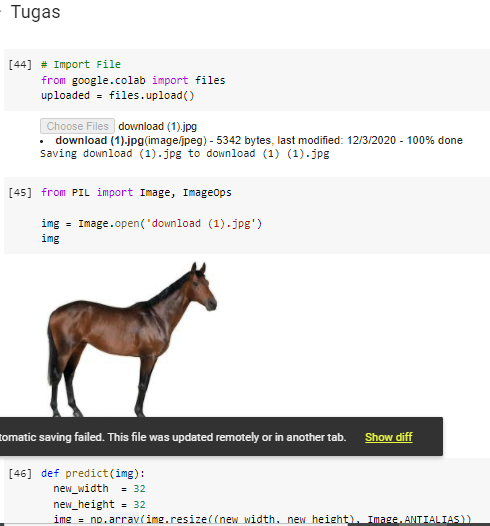 Tugas
[44] # Import File
from google.colab import files
uploaded = files.upload()
Choose Files download (1).jpg
• download (1).jpg(image/jpeg) - 5342 bytes, last modified: 12/3/2020 - 100% done
Saving download (1).jpg to download (1) (1).jpg
[45] from PIL import Image, ImageOps
img = Image.open('download (1).jpg')
img
tomatic saving failed. This file was updated remotely or in another tab. Show diff
[46] def predict(img):
new_width = 32
new_height = 32
img = np.array(img.resize((new_width, new_height), Image.ANTIALIAS))